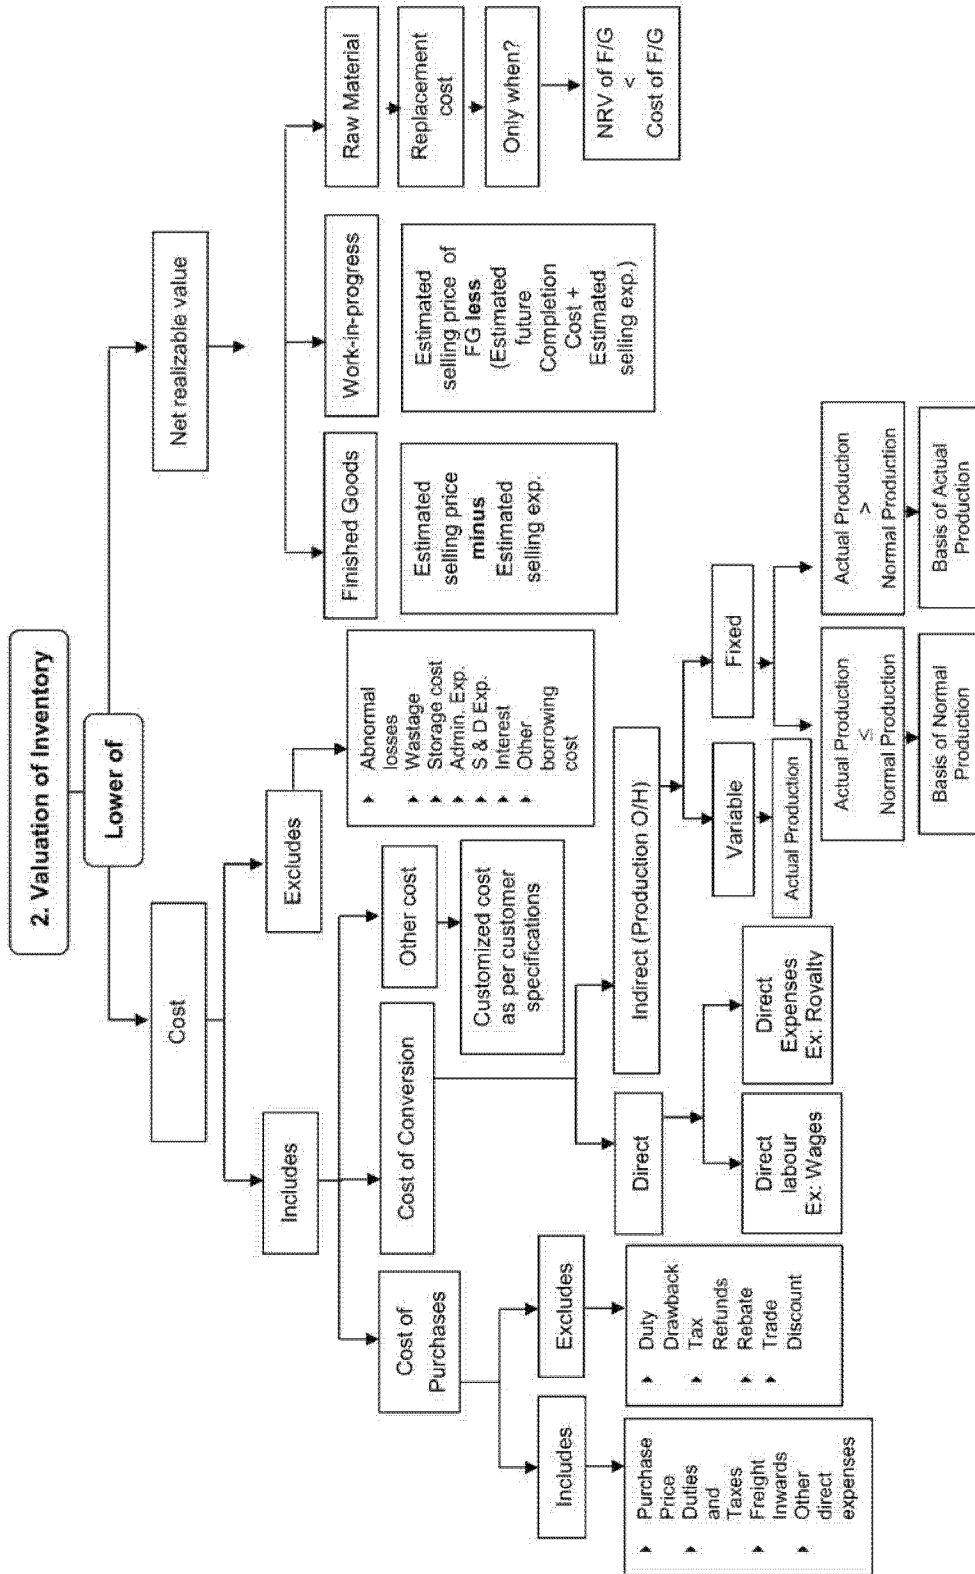 2. Valuation of Inventory
Lower of
Cost
Net realizable value
Includes
Excludes
Cost of
Purchases
Cost of Conversion
Other cost
Customized cost
as per customer
specifications
Abnormal
losses
Wastage
Storage cost
Admin. Exp.
S & D Exp.
Interest
Other
borrowing
cost
Finished Goods
Work-in-progress
Raw Material
Estimated
selling price
minus
Estimated
selling exp.
Estimated
selling price of
FG less
(Estimated
future
Completion
Cost +
Estimated
selling exp.)
Replacement
cost
Only when?
NRV of F/G
<
Cost of F/G
Includes
Excludes
Purchase
Price
Duties
and
Taxes
Freight
Inwards
Other
direct
expenses
Duty
Drawback
Tax
Refunds
Rebate
Trade
Discount
Direct
Indirect (Production O/H)
Direct
labour
Ex: Wages
Direct
Expenses
Ex: Royalty
Variable
Fixed
Actual Production
Actual Production
≤
Normal Production
Actual Production
>
Normal Production
Basis of Normal
Production
Basis of Actual
Production